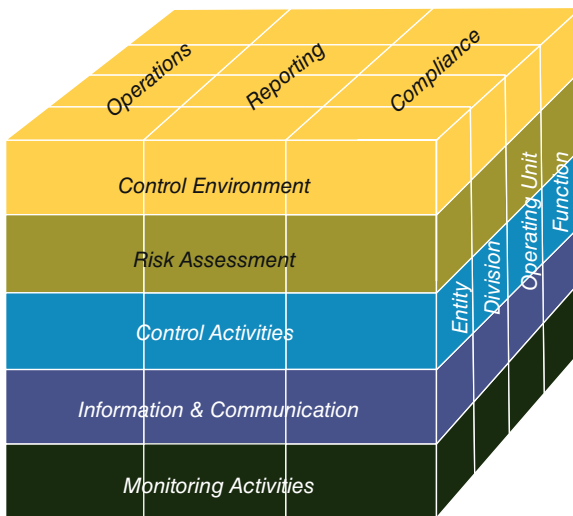 Operations
Reporting
Compliance
Control Environment
Risk Assessment
Control Activities
Information & Communication
Monitoring Activities
Entity
Division
Operating Unit
Function